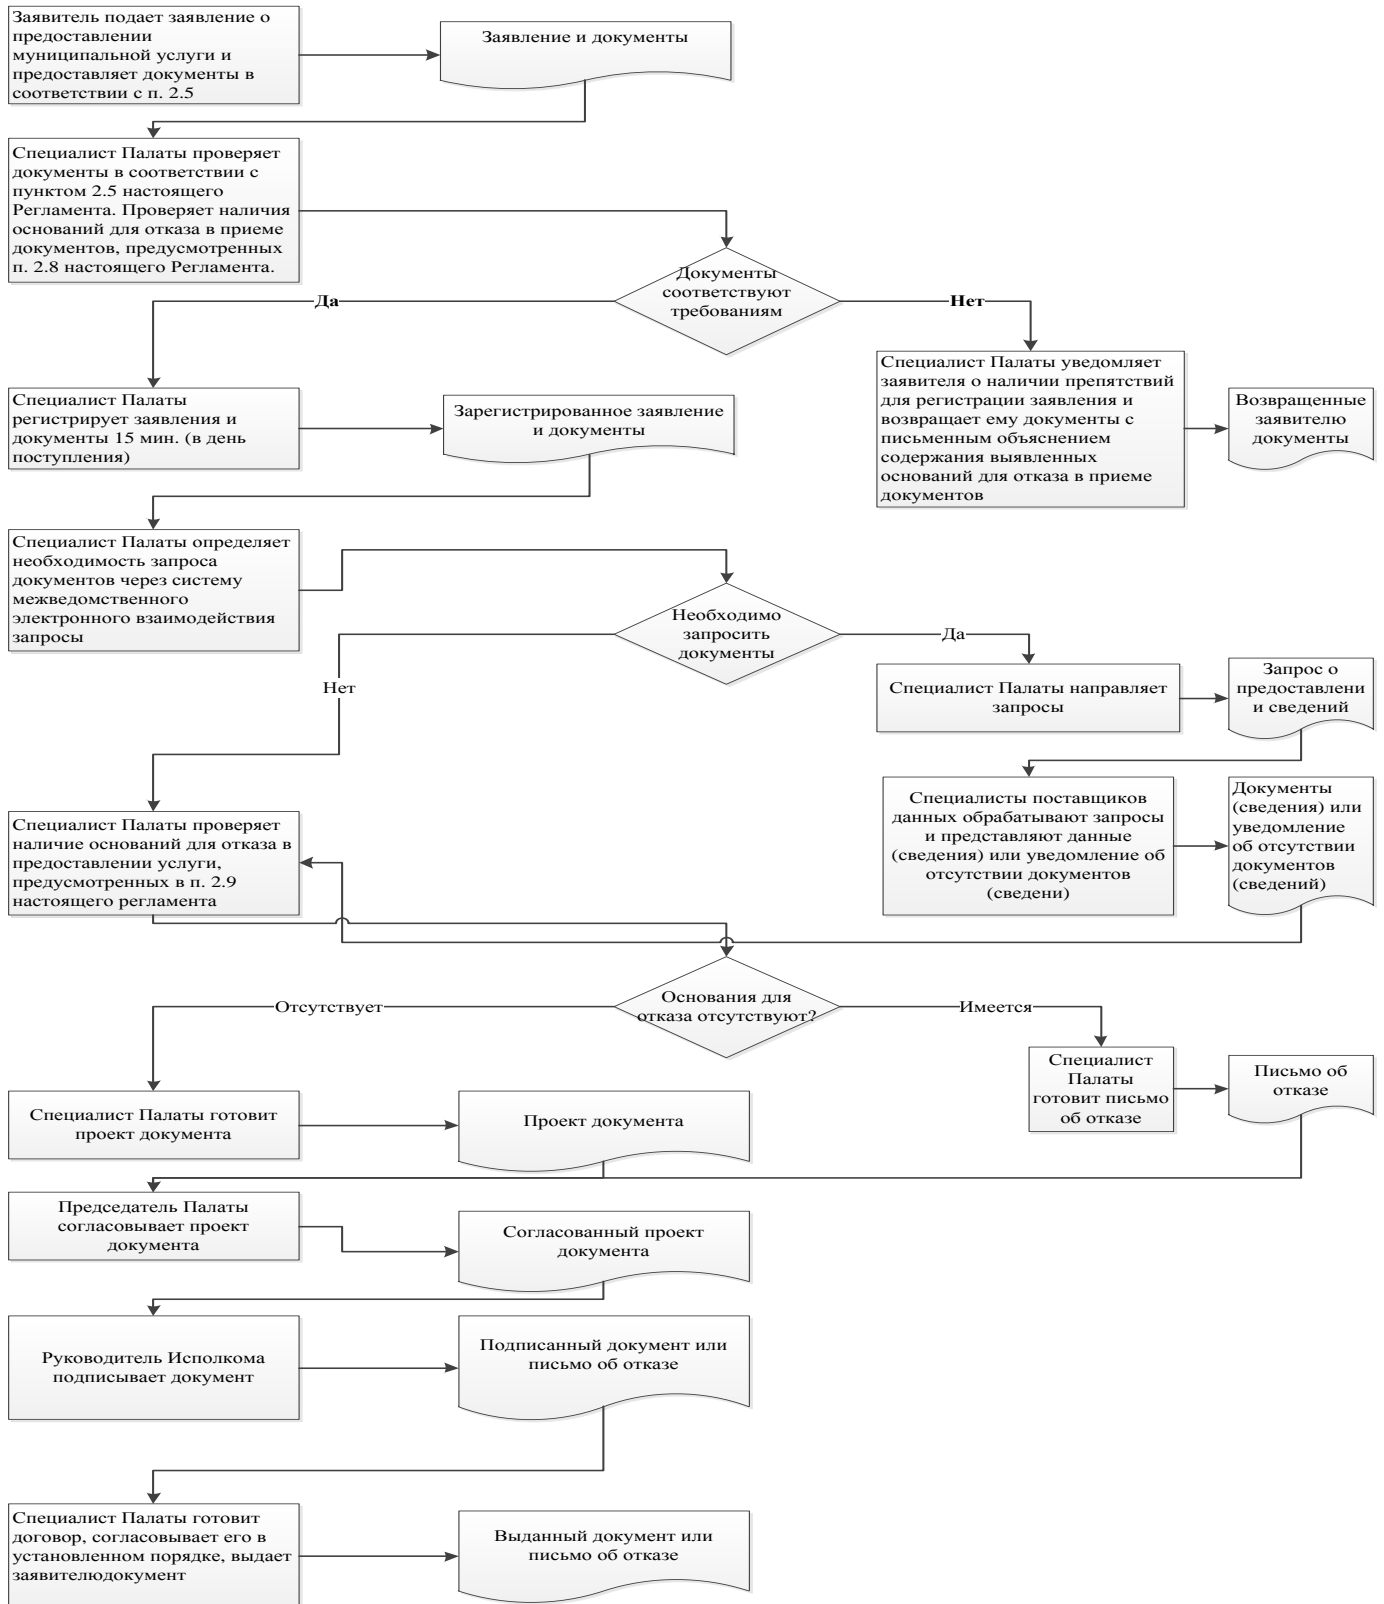 Заявитель подает заявление о
предоставлении
муниципальной услуги и
предоставляет документы в
соответствии с п. 2.5
Заявление и документы
Специалист Палаты проверяет
документы в соответствии с
пунктом 2.5 настоящего
Регламента. Проверяет наличия
оснований для отказа в приеме
документов, предусмотренных
п. 2.8 настоящего Регламента.
Документы
соответствуют
требованиям
Да
Нет
Специалист Палаты
регистрирует заявления и
документы 15 мин. (в день
поступления)
Зарегистрированное заявление
и документы
Специалист Палаты уведомляет
заявителя о наличии препятствий
для регистрации заявления и
возвращает ему документы с
письменным объяснением
содержания выявленных
оснований для отказа в приеме
документов
Возвращенные
заявителю
документы
Специалист Палаты определяет
необходимость запроса
документов через систему
межведомственного
электронного взаимодействия
запросы
Необходимо
запросить
документы
Да
Нет
Специалист Палаты направляет
запросы
Запрос о
предоставлени
и сведений
Специалисты поставщиков
данных обрабатывают запросы
и представляют данные
(сведения) или уведомление об
отсутствии документов
(сведени)
Документы
(сведения) или
уведомление
об отсутствии
документов
(сведений)
Специалист Палаты проверяет
наличие оснований для отказа в
предоставлении услуги,
предусмотренных в п. 2.9
настоящего регламента
Основания для
отказа отсутствуют?
Отсутствует
Имеется
Специалист
Палаты
готовит письмо
об отказе
Письмо об
отказе
Специалист Палаты готовит
проект документа
Проект документа
Председатель Палаты
согласовывает проект
документа
Согласованный проект
документа
Руководитель Исполкома
подписывает документ
Подписанный документ или
письмо об отказе
Специалист Палаты готовит
договор, согласовывает его в
установленном порядке, выдает
заявителюдокумент
Выданный документ или
письмо об отказе